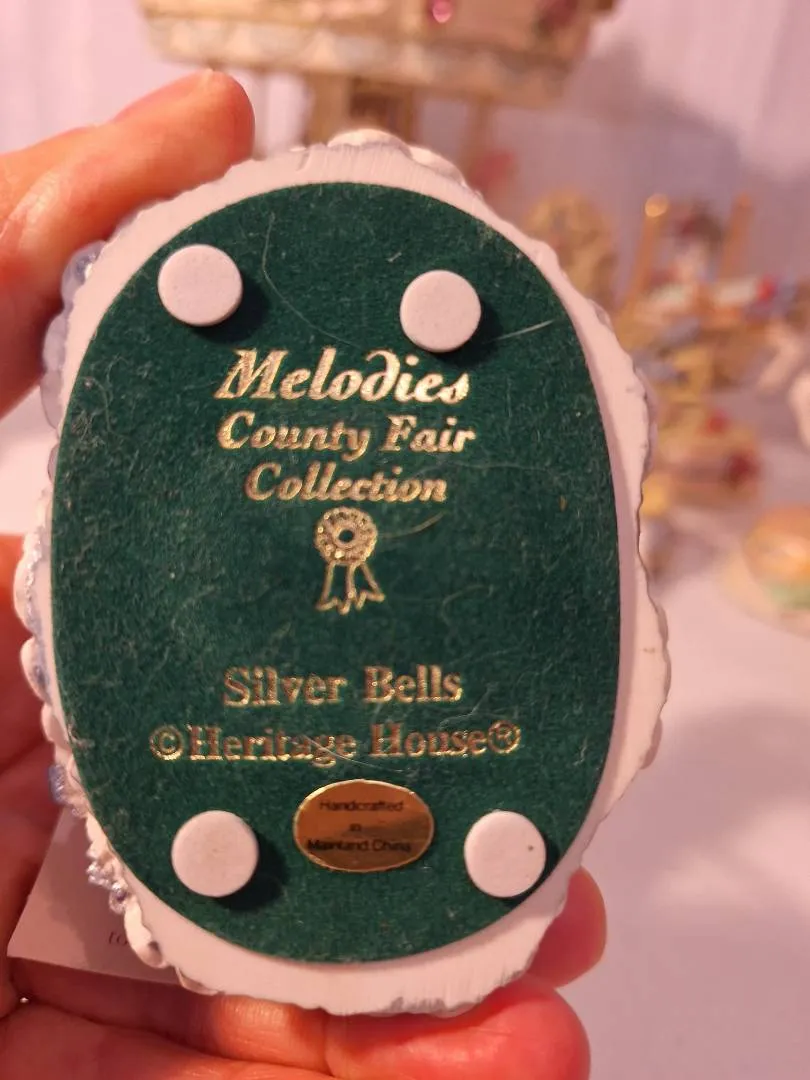 Melodies
County Fair
Collection
Silver Bells
©Heritage House®
Handcrafted
in
Mainland China